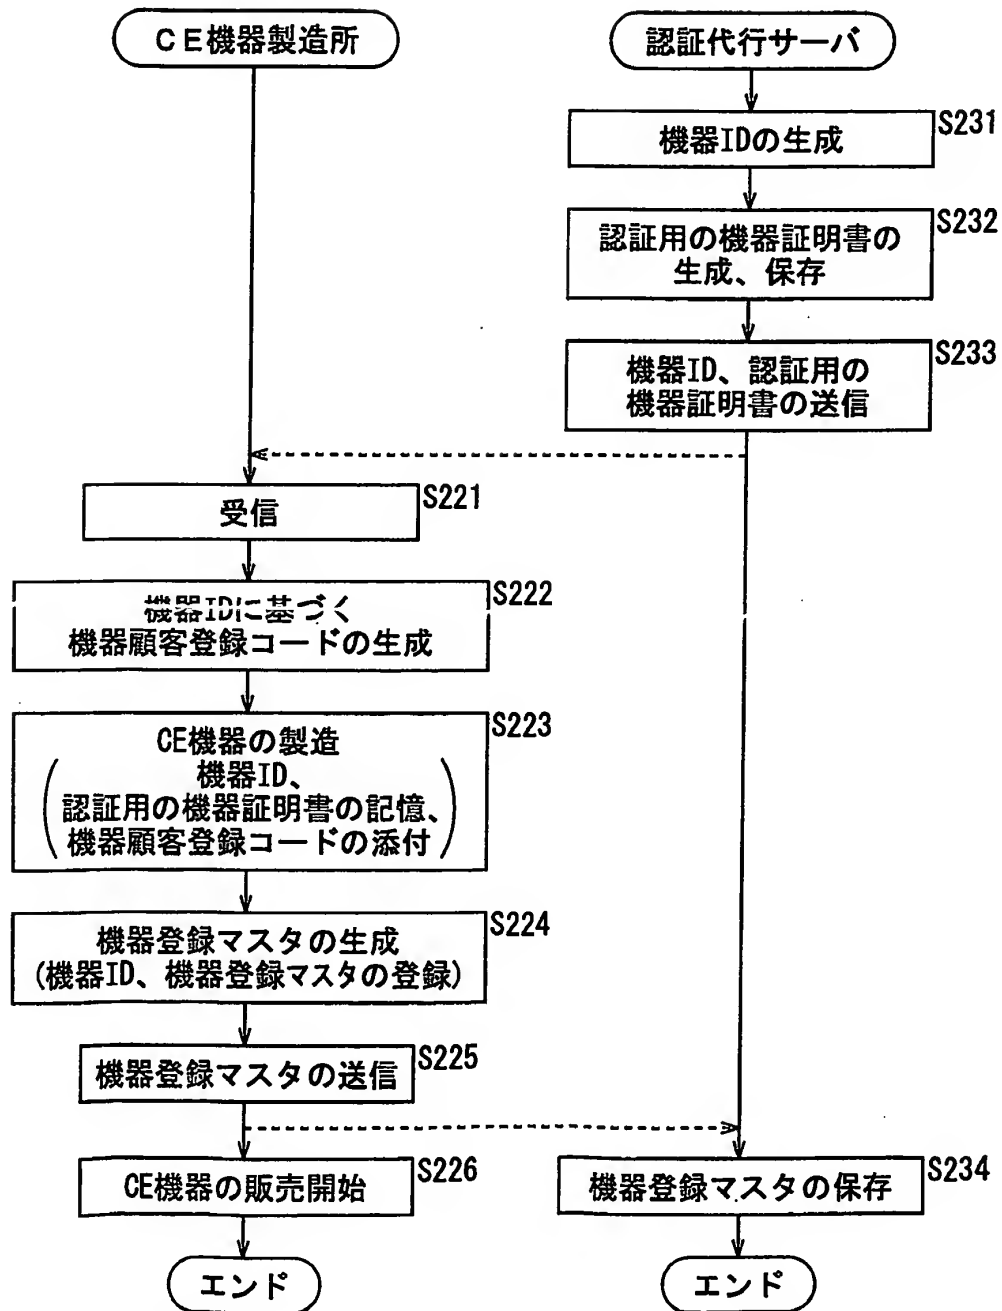 CE機器製造所
認証代行サーバ
機器IDの生成
S231
認証用の機器証明書の
生成、保存
S232
機器ID、認証用の
機器証明書の送信
S233
受信
S221
機器IDに基づく
機器顧客登録コードの生成
S222
CE機器の製造
機器ID、
認証用の機器証明書の記憶、
機器顧客登録コードの添付
S223
機器登録マスタの生成
(機器ID、機器登録マスタの登録)
S224
機器登録マスタの送信
S225
CE機器の販売開始
S226
機器登録マスタの保存
S234
エンド
エンド